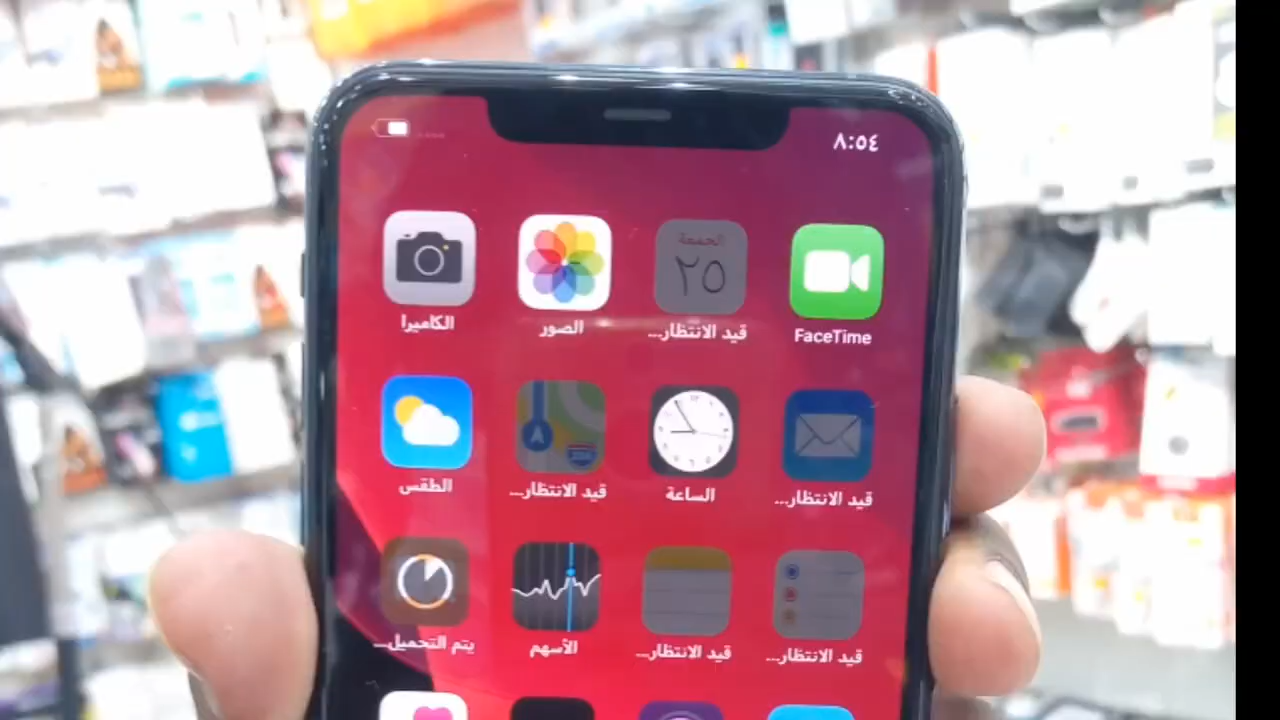 ٨:٥٤
FaceTime
الجمعة
٢٥
قيد الانتظار...
الصور
الكاميرا
قيد الانتظار...
الساعة
قيد الانتظار...
الطقس
قيد الانتظار...
قيد الانتظار...
الأسهم
يتم التحميل...